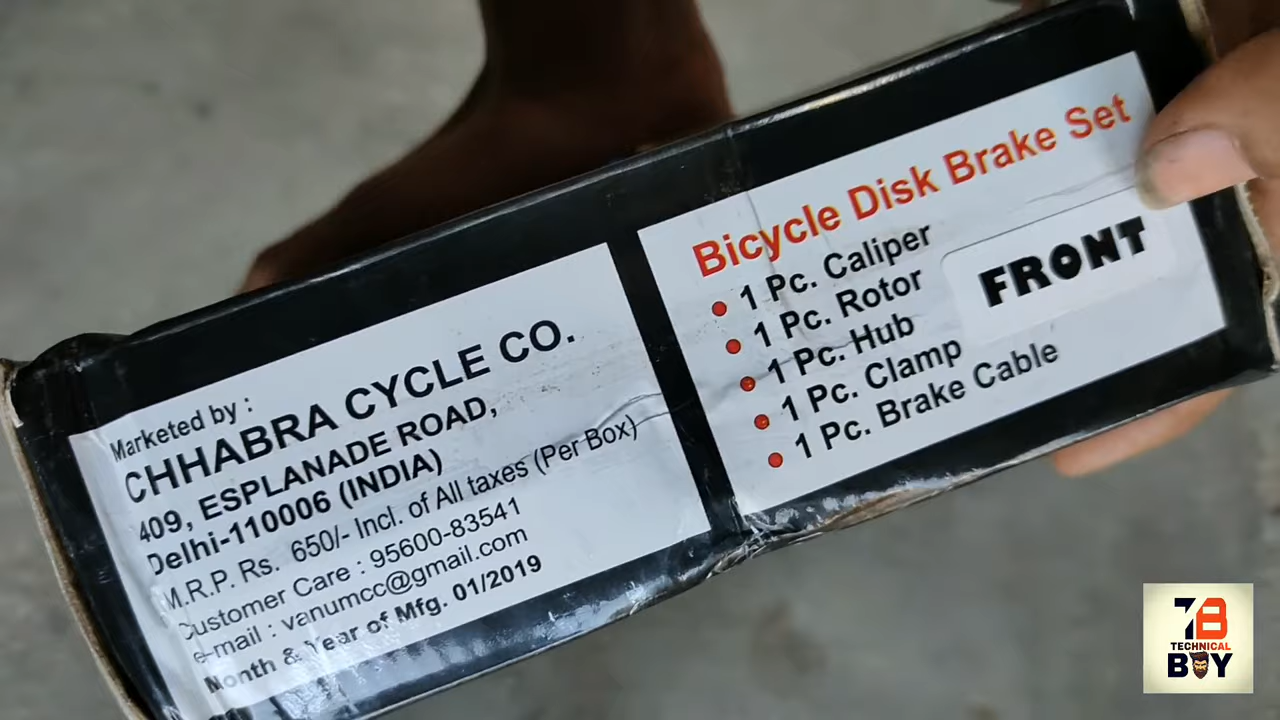 Marketed by :
CHHABRA CYCLE CO.
409, ESPLANADE ROAD,
Delhi-110006 (INDIA)
M.R.P. Rs. 650/- Incl. of All taxes (Per Box)
Customer Care : 95600-83541
e-mail : vanumcc@gmail.com
Month & Year of Mfg. 01/2019
Bicycle Disk Brake Set
1 Pc. Caliper
1 Pc. Rotor
1 Pc. Hub
1 Pc. Clamp
1 Pc. Brake Cable
FRONT
TB
TECHNICAL
BOY